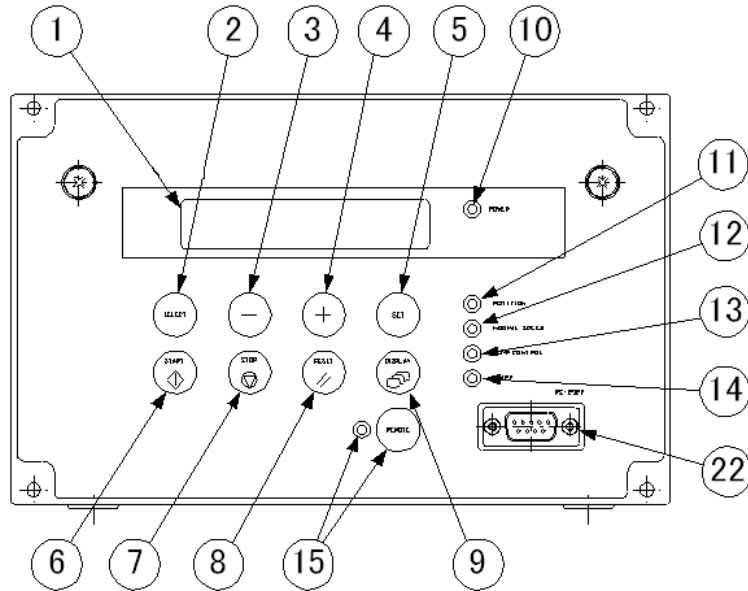 1
2
3
4
5
10
11
POWER
12
SELECT
−
+
SET
ROTATION
NORMAL SPEED
13
START
STOP
RESET
DISPLAY
14
REMOTE
22
6
7
8
15
9